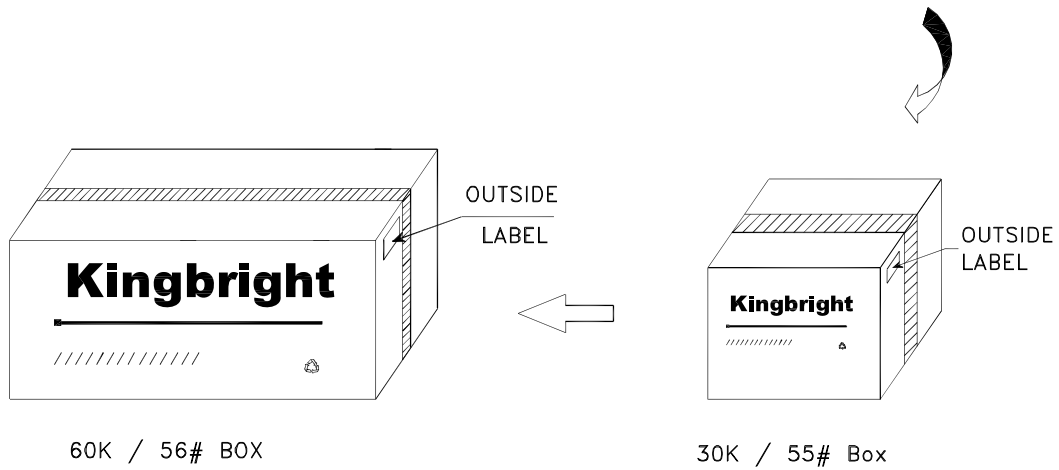 OUTSIDE
LABEL
Kingbright
60K / 56# BOX
OUTSIDE
LABEL
Kingbright
30K / 55# Box